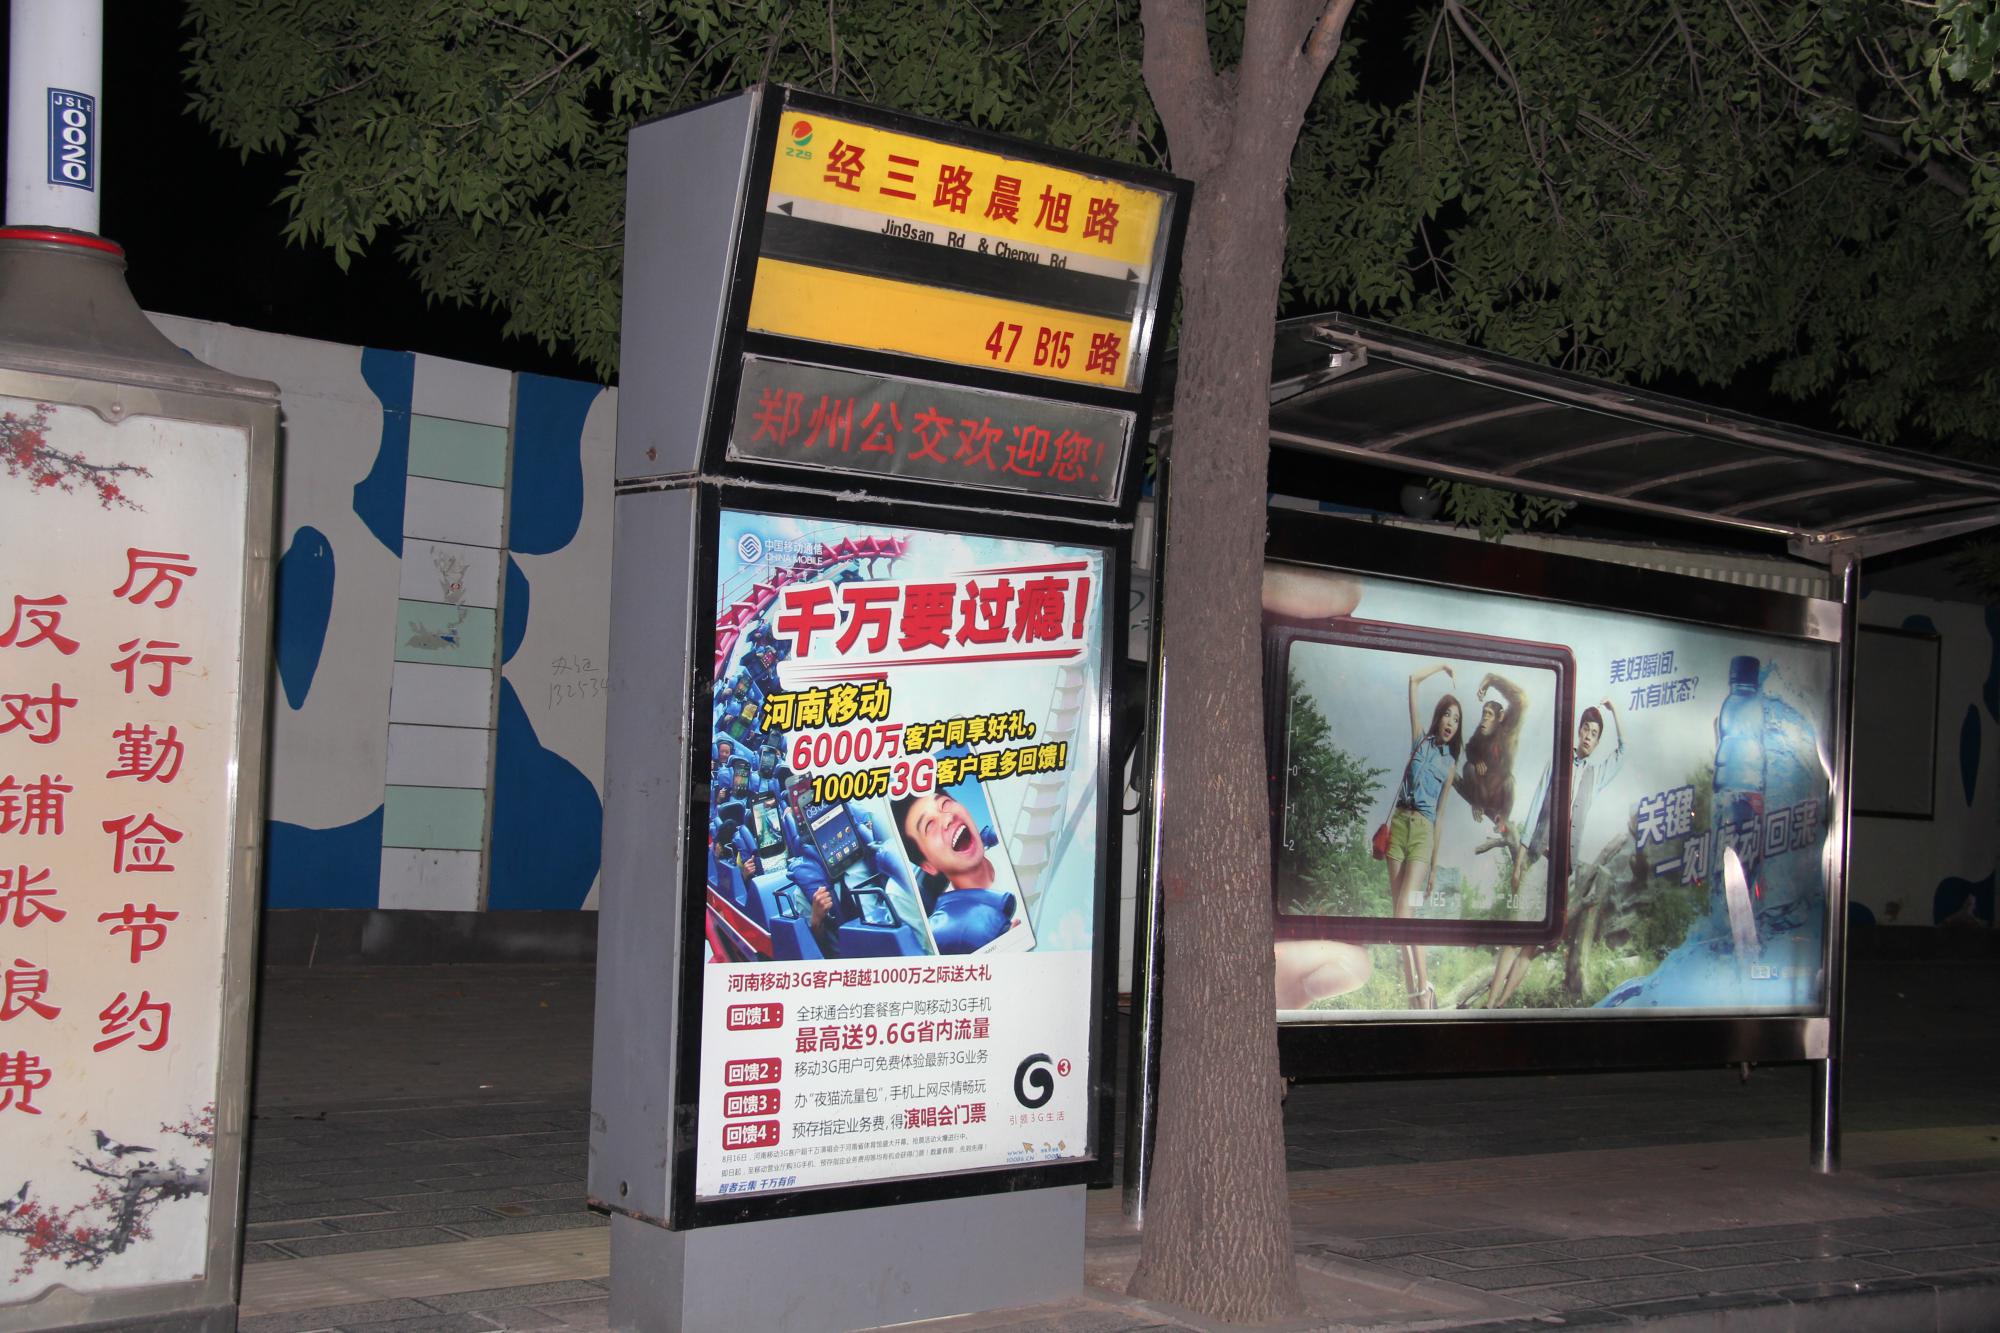 JSLE
0020
厉行勤俭节约
反对铺张浪费
229
经三路晨旭路
Jingsan Rd & Chenxu Rd
47 B15 路
郑州公交欢迎您!
中国移动通信
CHINA MOBILE
千万要过瘾!
河南移动
6000万客户同享好礼,
1000万3G客户更多回馈!
河南移动3G客户超越1000万之际送大礼
回馈1: 全球通合约套餐客户购移动3G手机
最高送9.6G省内流量
回馈2: 移动3G用户可免费体验最新3G业务
回馈3: 办"夜猫流量包", 手机上网尽情畅玩
回馈4: 预存指定业务费, 得演唱会门票
3
引领3G生活
智者云集 千万有你
办证
美好瞬间,
木有状态?
关键
一刻 动回来